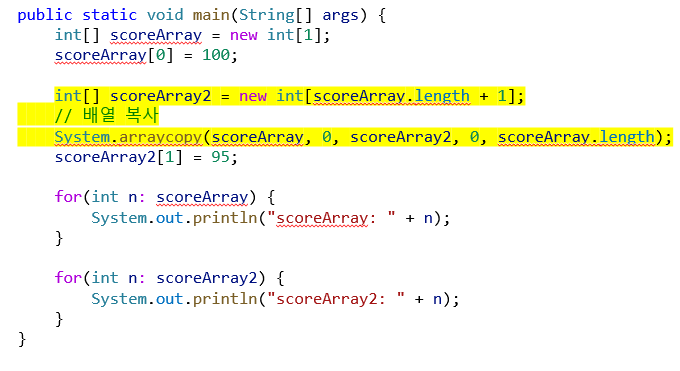 public static void main(String[] args) {
int[] scoreArray = new int[1];
scoreArray[0] = 100;
int[] scoreArray2 = new int[scoreArray.length + 1];
// 배열 복사
System.arraycopy(scoreArray, 0, scoreArray2, 0, scoreArray.length);
scoreArray2[1] = 95;
for(int n: scoreArray) {
System.out.println("scoreArray: " + n);
}
for(int n: scoreArray2) {
System.out.println("scoreArray2: " + n);
}
}